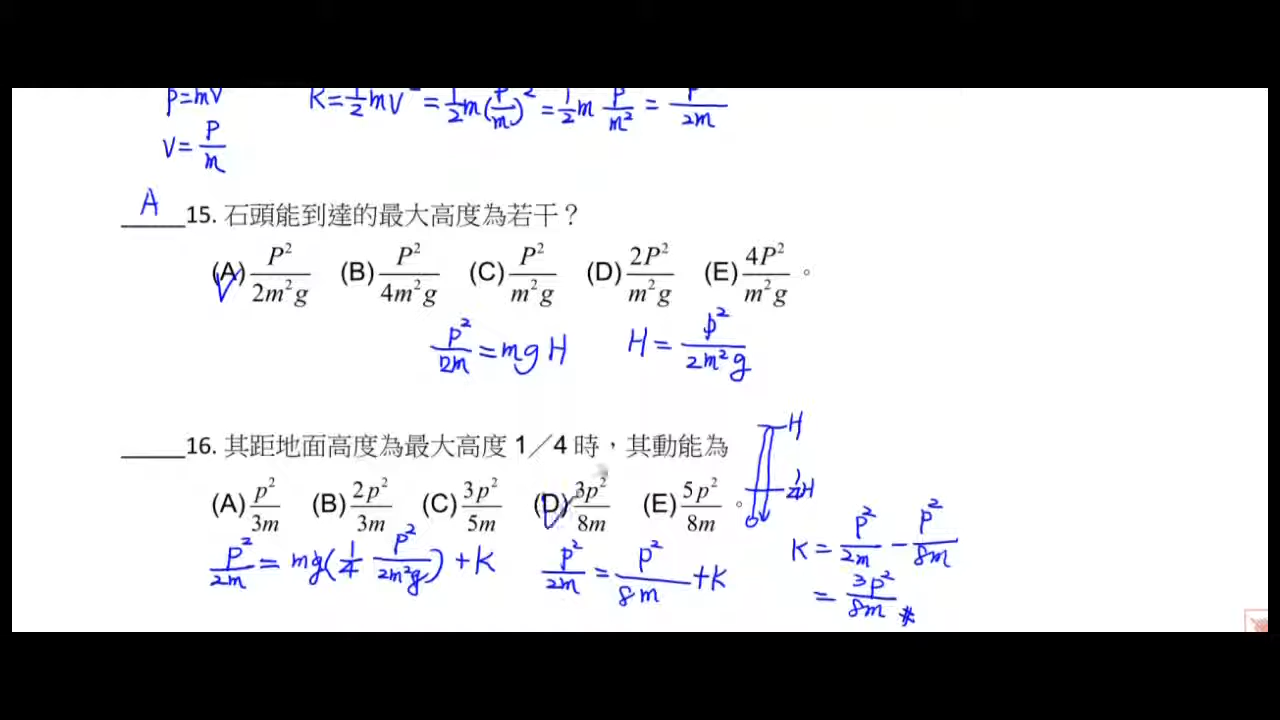 P=mV K=½mV² =½m(P/m)² =½m P²/m² = P²/2m
V= P/m
A
_____15. 石頭能到達的最大高度為若干？
(A) P²/2m²g (B) P²/4m²g (C) P²/m²g (D) 2P²/m²g (E) 4P²/m²g 。
P²/2m = mgH H = P²/2m²g
_____16. 其距地面高度為最大高度 1／4 時，其動能為
H
(A) p²/3m (B) 2p²/3m (C) 3p²/5m (D) 3p²/8m (E) 5p²/8m 。
¼H
P²/2m = mg(¼ P²/2m²g) + K P²/2m = P²/8m + K
K = P²/2m − P²/8m
= 3P²/8m